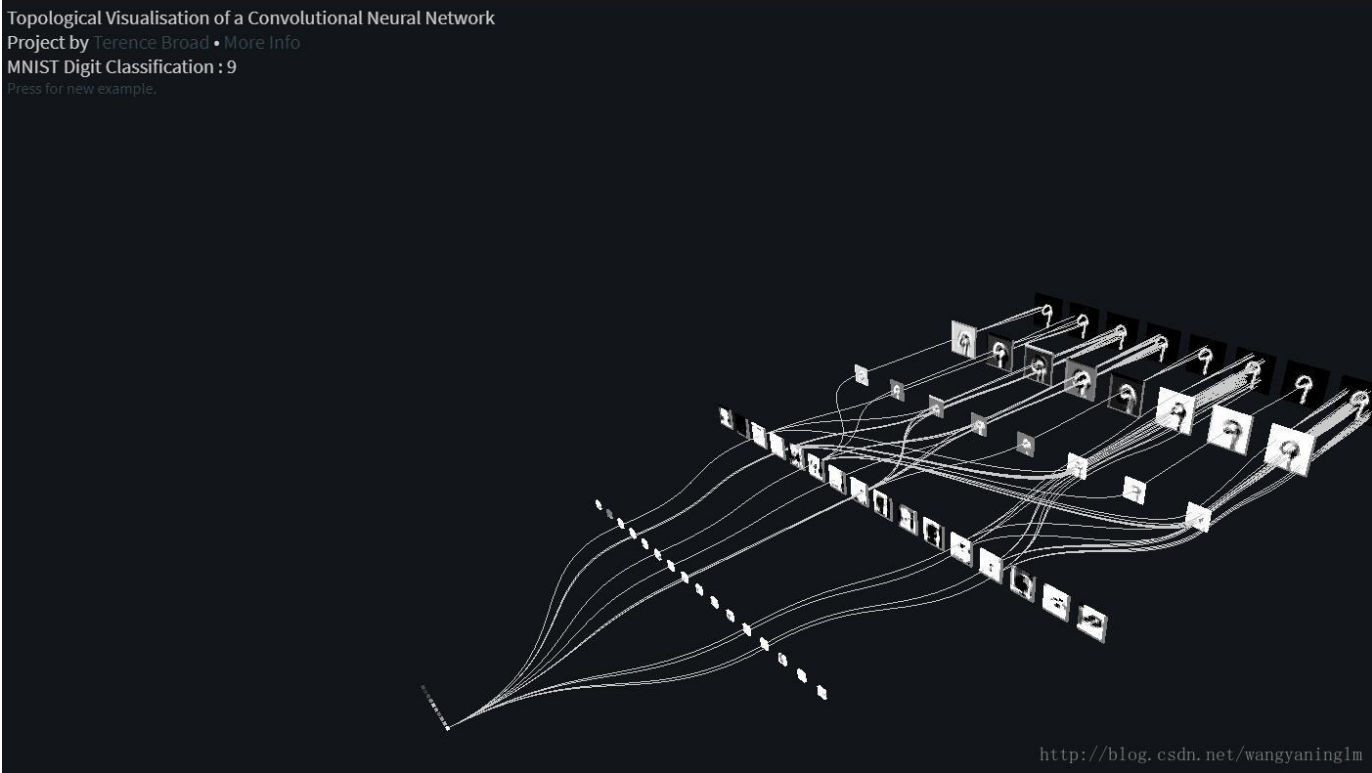 Topological Visualisation of a Convolutional Neural Network
Project by Terence Broad • More Info
MNIST Digit Classification : 9
Press for new example.
http://blog.csdn.net/wangyaninglm